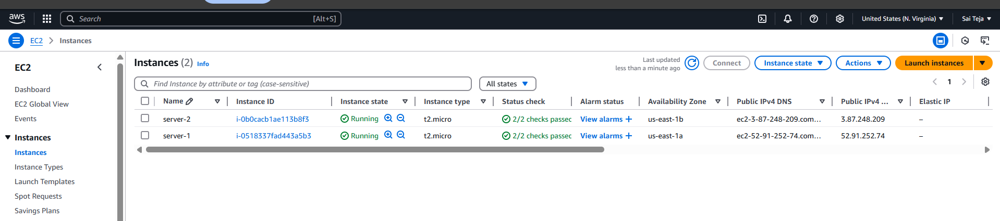 aws Search [Alt+S] United States (N. Virginia) Sai Teja
EC2 Instances
EC2
Dashboard
EC2 Global View
Events
Instances
Instances
Instance Types
Launch Templates
Spot Requests
Savings Plans
Instances (2) Info
Last updated
less than a minute ago
Connect Instance state Actions Launch instances
Find Instance by attribute or tag (case-sensitive) All states 1
Name Instance ID Instance state Instance type Status check Alarm status Availability Zone Public IPv4 DNS Public IPv4 ... Elastic IP
server-2 i-0b0cacb1ae113b8f3 Running t2.micro 2/2 checks passed View alarms + us-east-1b ec2-3-87-248-209.com... 3.87.248.209 –
server-1 i-0518337fad443a5b3 Running t2.micro 2/2 checks passed View alarms + us-east-1a ec2-52-91-252-74.com... 52.91.252.74 –